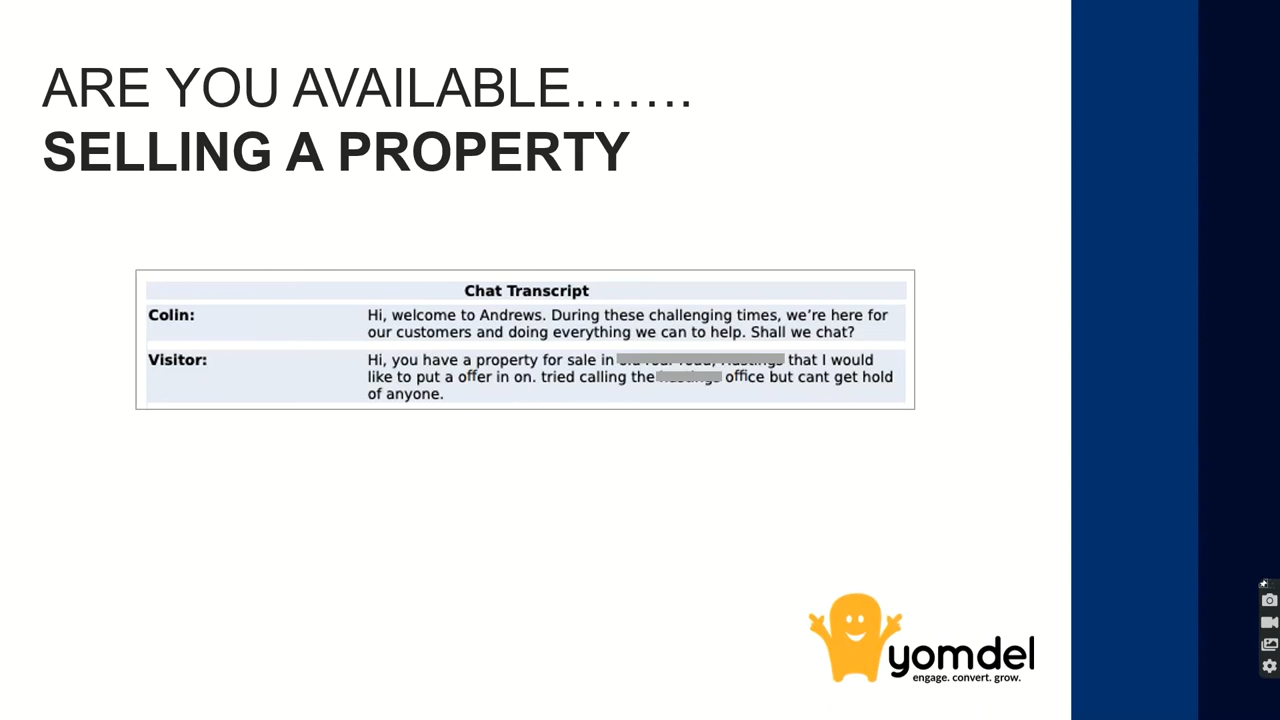 ARE YOU AVAILABLE.......
SELLING A PROPERTY
Chat Transcript
Colin:
Hi, welcome to Andrews. During these challenging times, we're here for
our customers and doing everything we can to help. Shall we chat?
Visitor:
Hi, you have a property for sale in that I would
like to put a offer in on. tried calling the office but cant get hold
of anyone.
yomdel
engage. convert. grow.